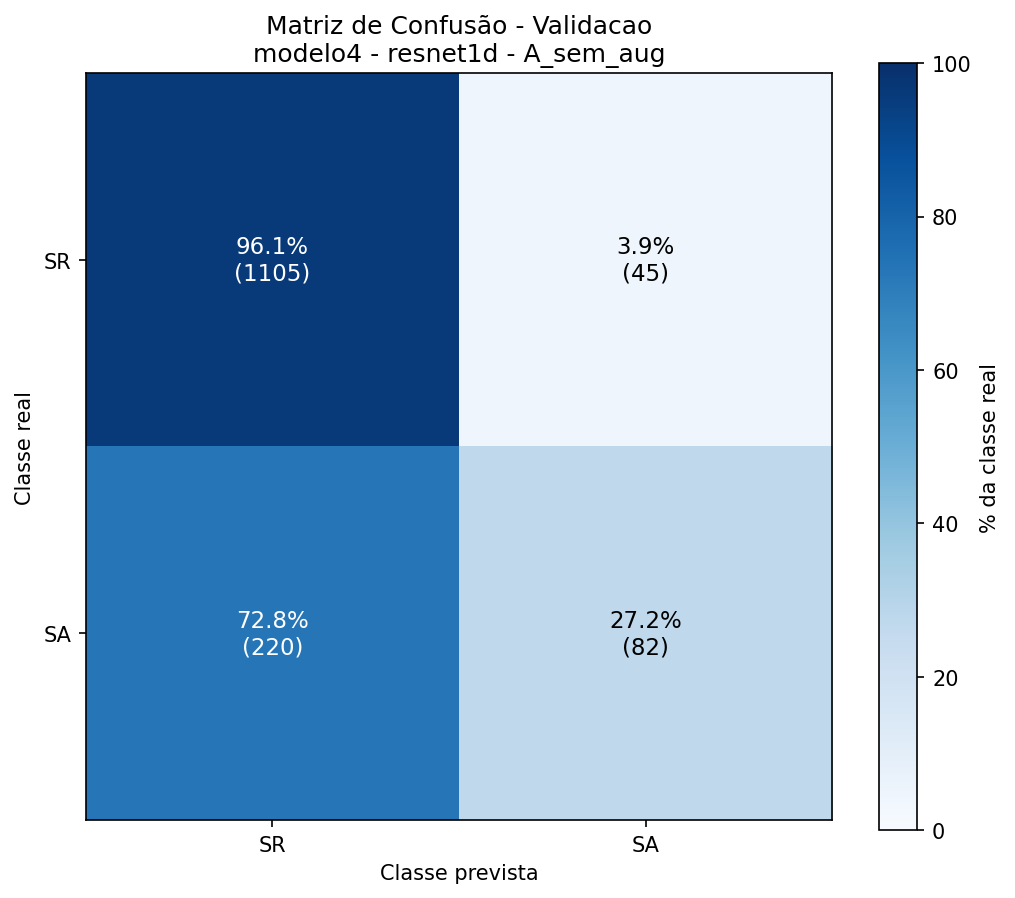 Matriz de Confusão - Validacao
modelo4 - resnet1d - A_sem_aug
Classe real
SR
SA
96.1%
(1105)
3.9%
(45)
72.8%
(220)
27.2%
(82)
SR
SA
Classe prevista
100
80
60
40
20
0
% da classe real